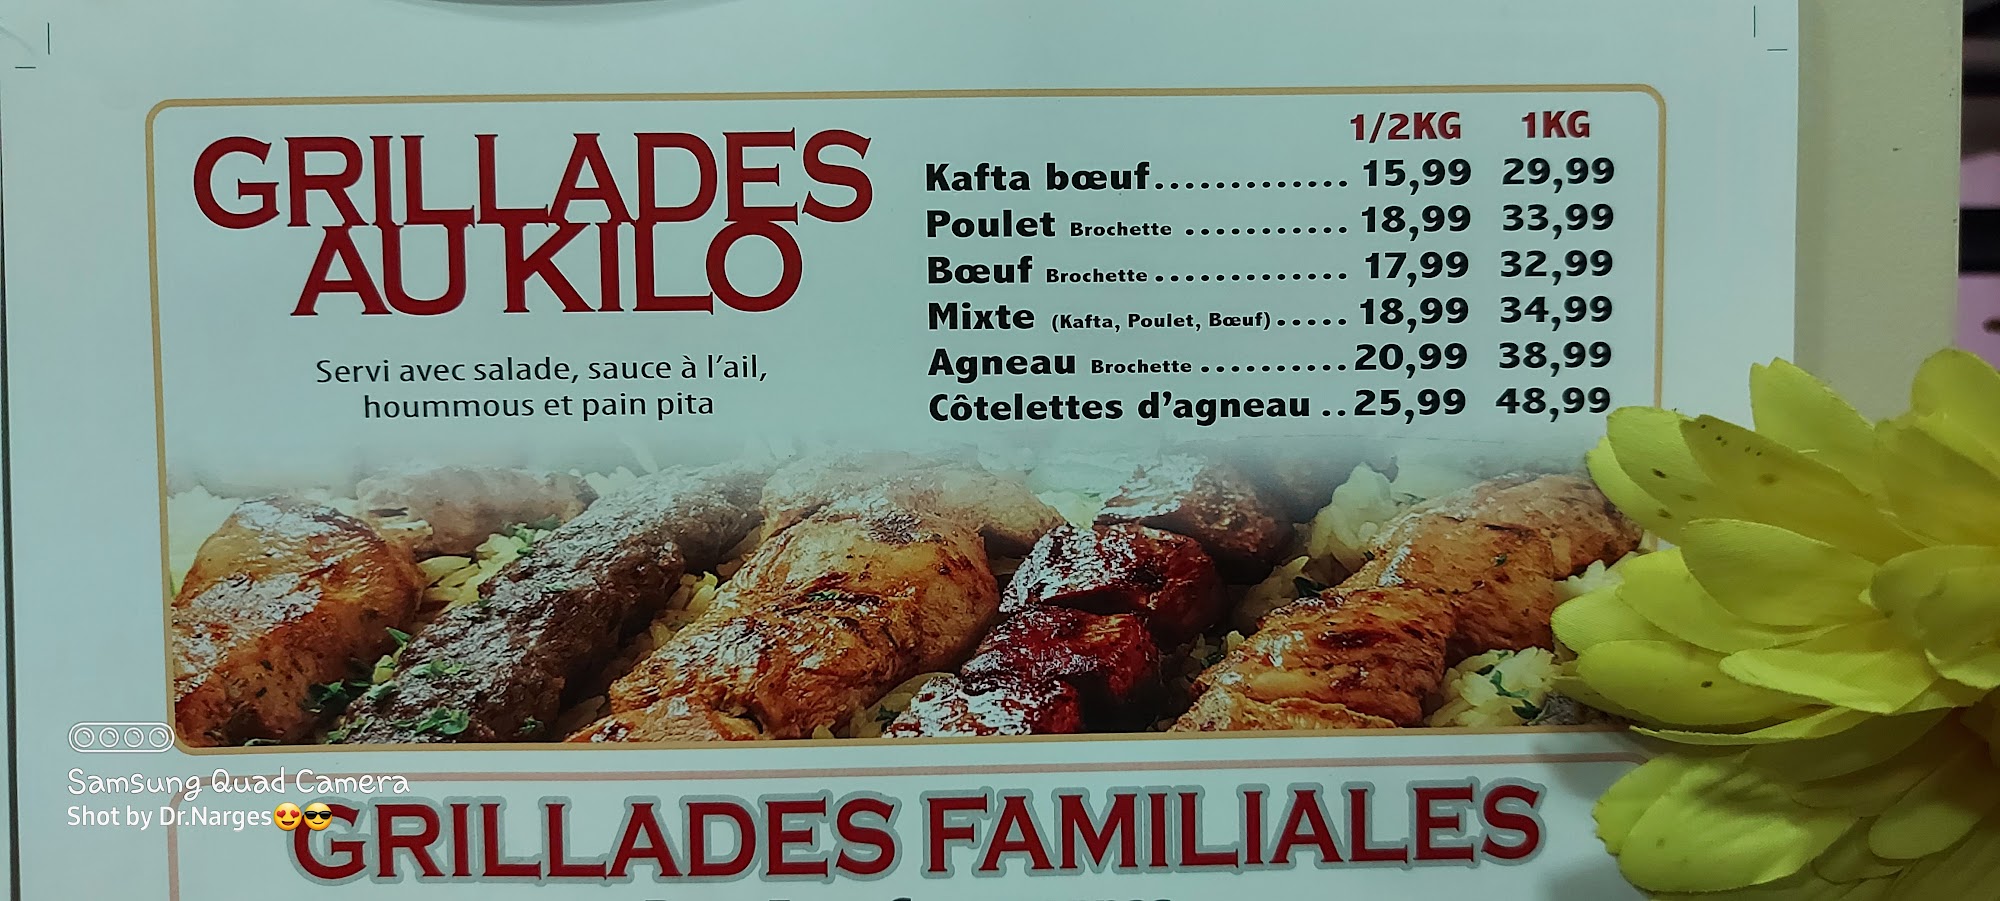 GRILLADES
AU KILO
Servi avec salade, sauce à l'ail,
hoummous et pain pita
1/2KG 1KG
Kafta bœuf............. 15,99 29,99
Poulet Brochette ........... 18,99 33,99
Bœuf Brochette............. 17,99 32,99
Mixte (Kafta, Poulet, Bœuf)..... 18,99 34,99
Agneau Brochette ..........20,99 38,99
Côtelettes d'agneau ..25,99 48,99
Samsung Quad Camera
Shot by Dr.Narges😍😎
GRILLADES FAMILIALES